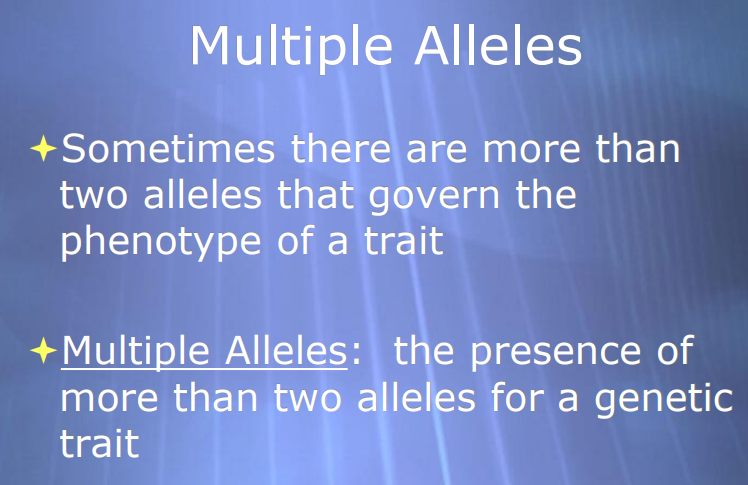 Multiple Alleles
Sometimes there are more than
two alleles that govern the
phenotype of a trait
Multiple Alleles:  the presence of
more than two alleles for a genetic
trait